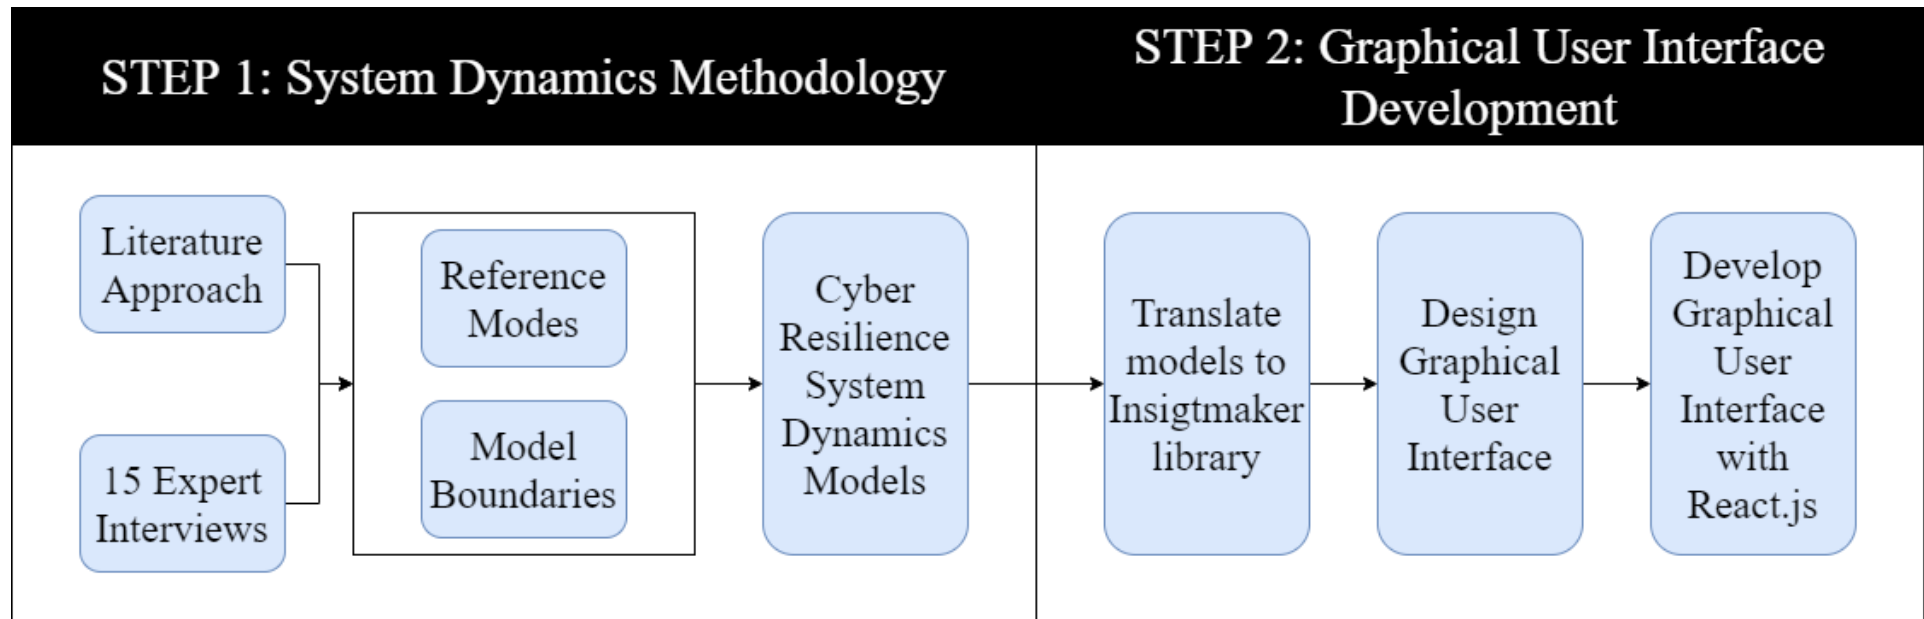 STEP 1: System Dynamics Methodology
STEP 2: Graphical User Interface
Development
Literature
Approach
15 Expert
Interviews
Reference
Modes
Model
Boundaries
Cyber
Resilience
System
Dynamics
Models
Translate
models to
Insigtmaker
library
Design
Graphical
User
Interface
Develop
Graphical
User
Interface
with
React.js